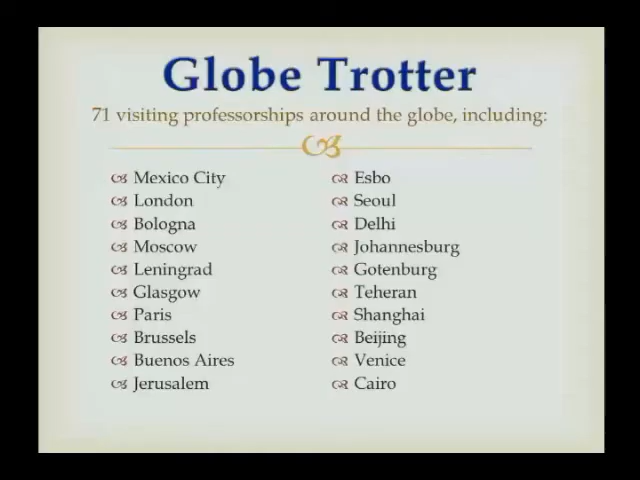 Globe Trotter
71 visiting professorships around the globe, including:
Mexico City
London
Bologna
Moscow
Leningrad
Glasgow
Paris
Brussels
Buenos Aires
Jerusalem
Esbo
Seoul
Delhi
Johannesburg
Gotenburg
Teheran
Shanghai
Beijing
Venice
Cairo